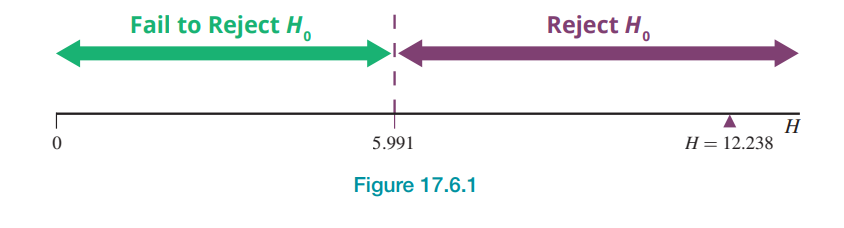 Fail to Reject H₀ Reject H₀
H
0 5.991 H = 12.238
Figure 17.6.1